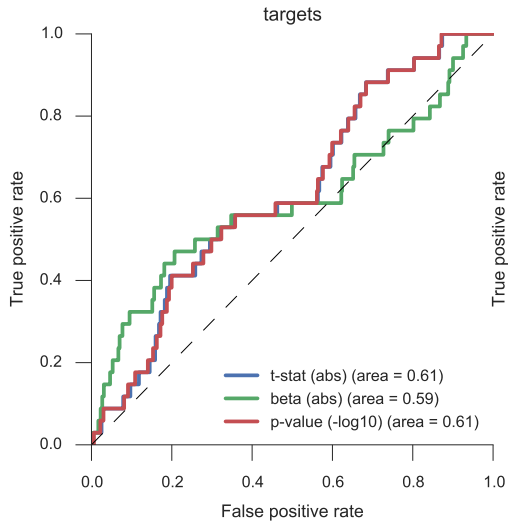 targets
1.0
0.8
0.6
0.4
0.2
0.0
True positive rate
True positive rate
t-stat (abs) (area = 0.61)
beta (abs) (area = 0.59)
p-value (-log10) (area = 0.61)
0.0 0.2 0.4 0.6 0.8 1.0
False positive rate